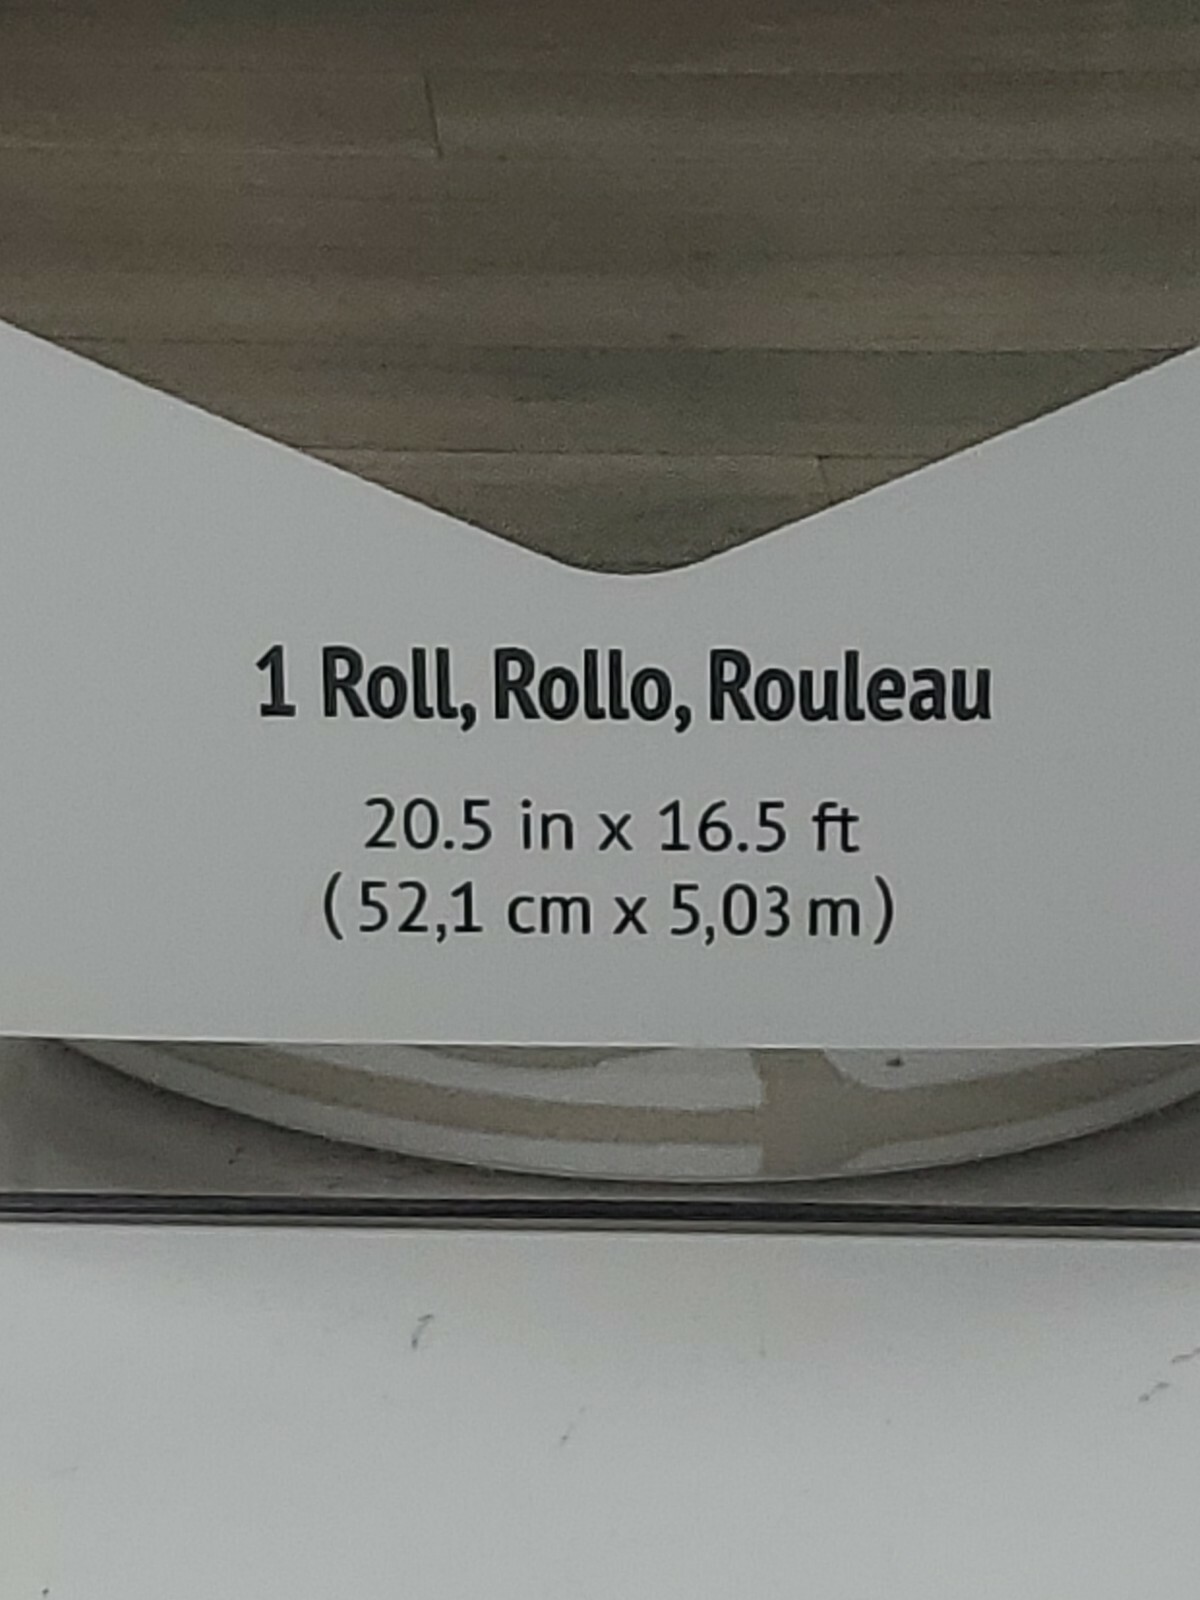 1 Roll, Rollo, Rouleau
20.5 in x 16.5 ft
(52,1 cm x 5,03 m)